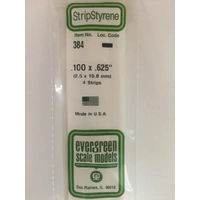 StripStyrene®
Item No. Loc. Code
384
.100 x .625"
(2.5 x 15.8 mm)
4 Strips
Made in U.S.A.
evergreen
scale models
Des Plaines, IL 60018